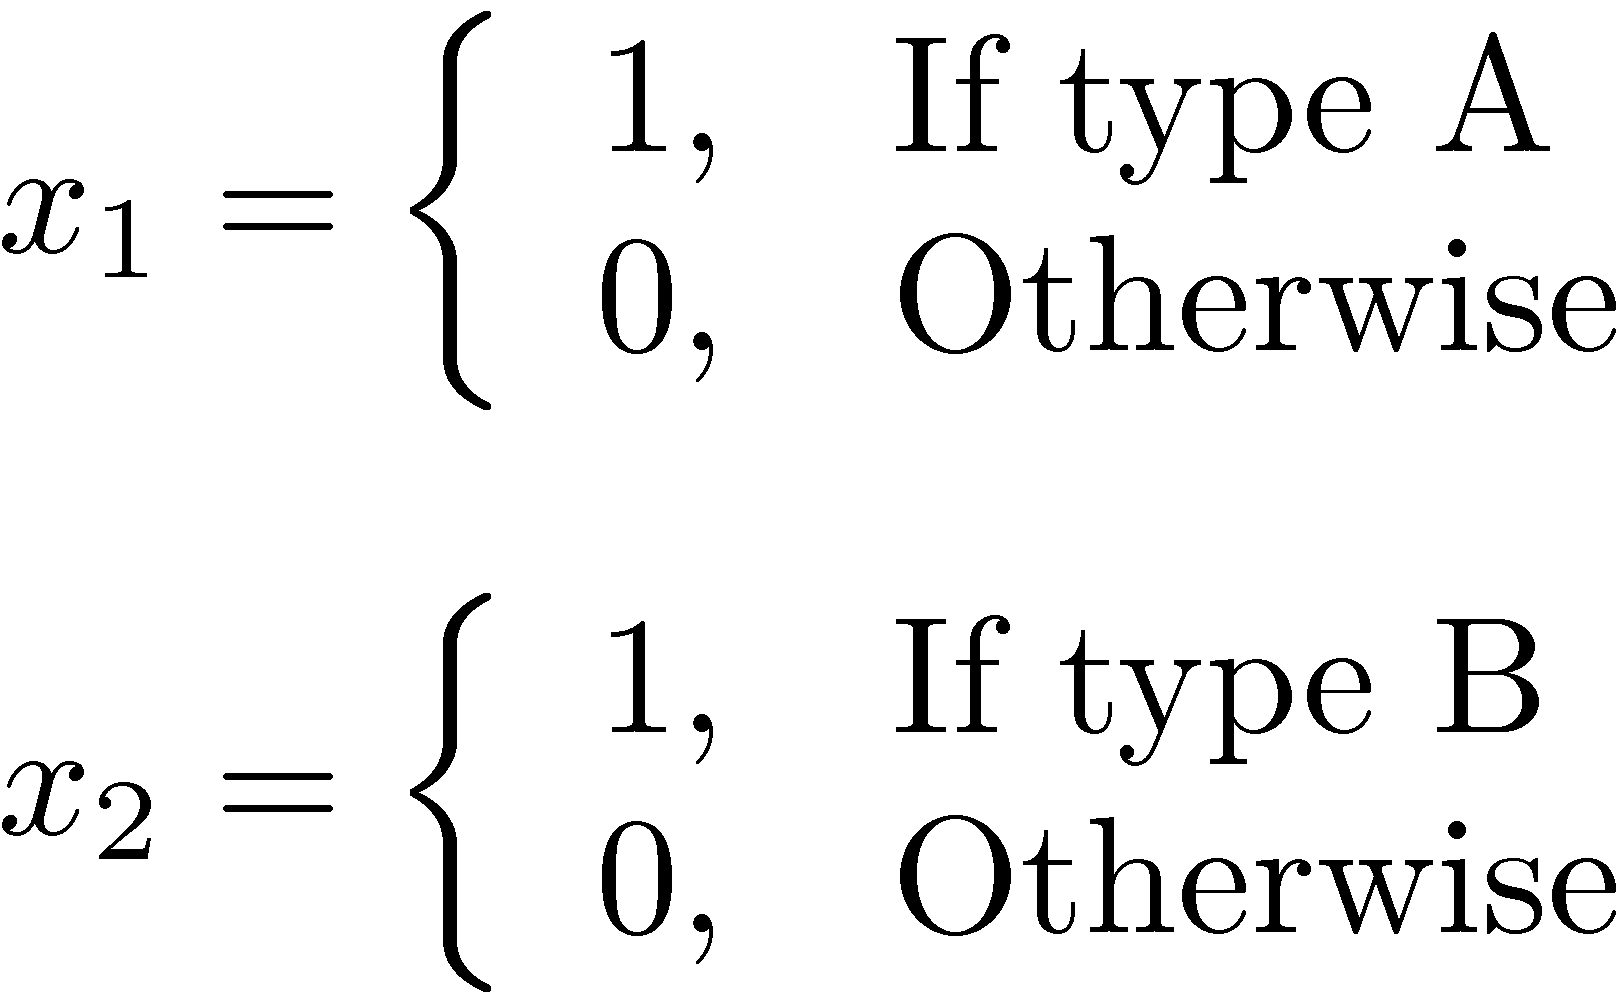 x₁ = { 1, If type A
0, Otherwise
x₂ = { 1, If type B
0, Otherwise